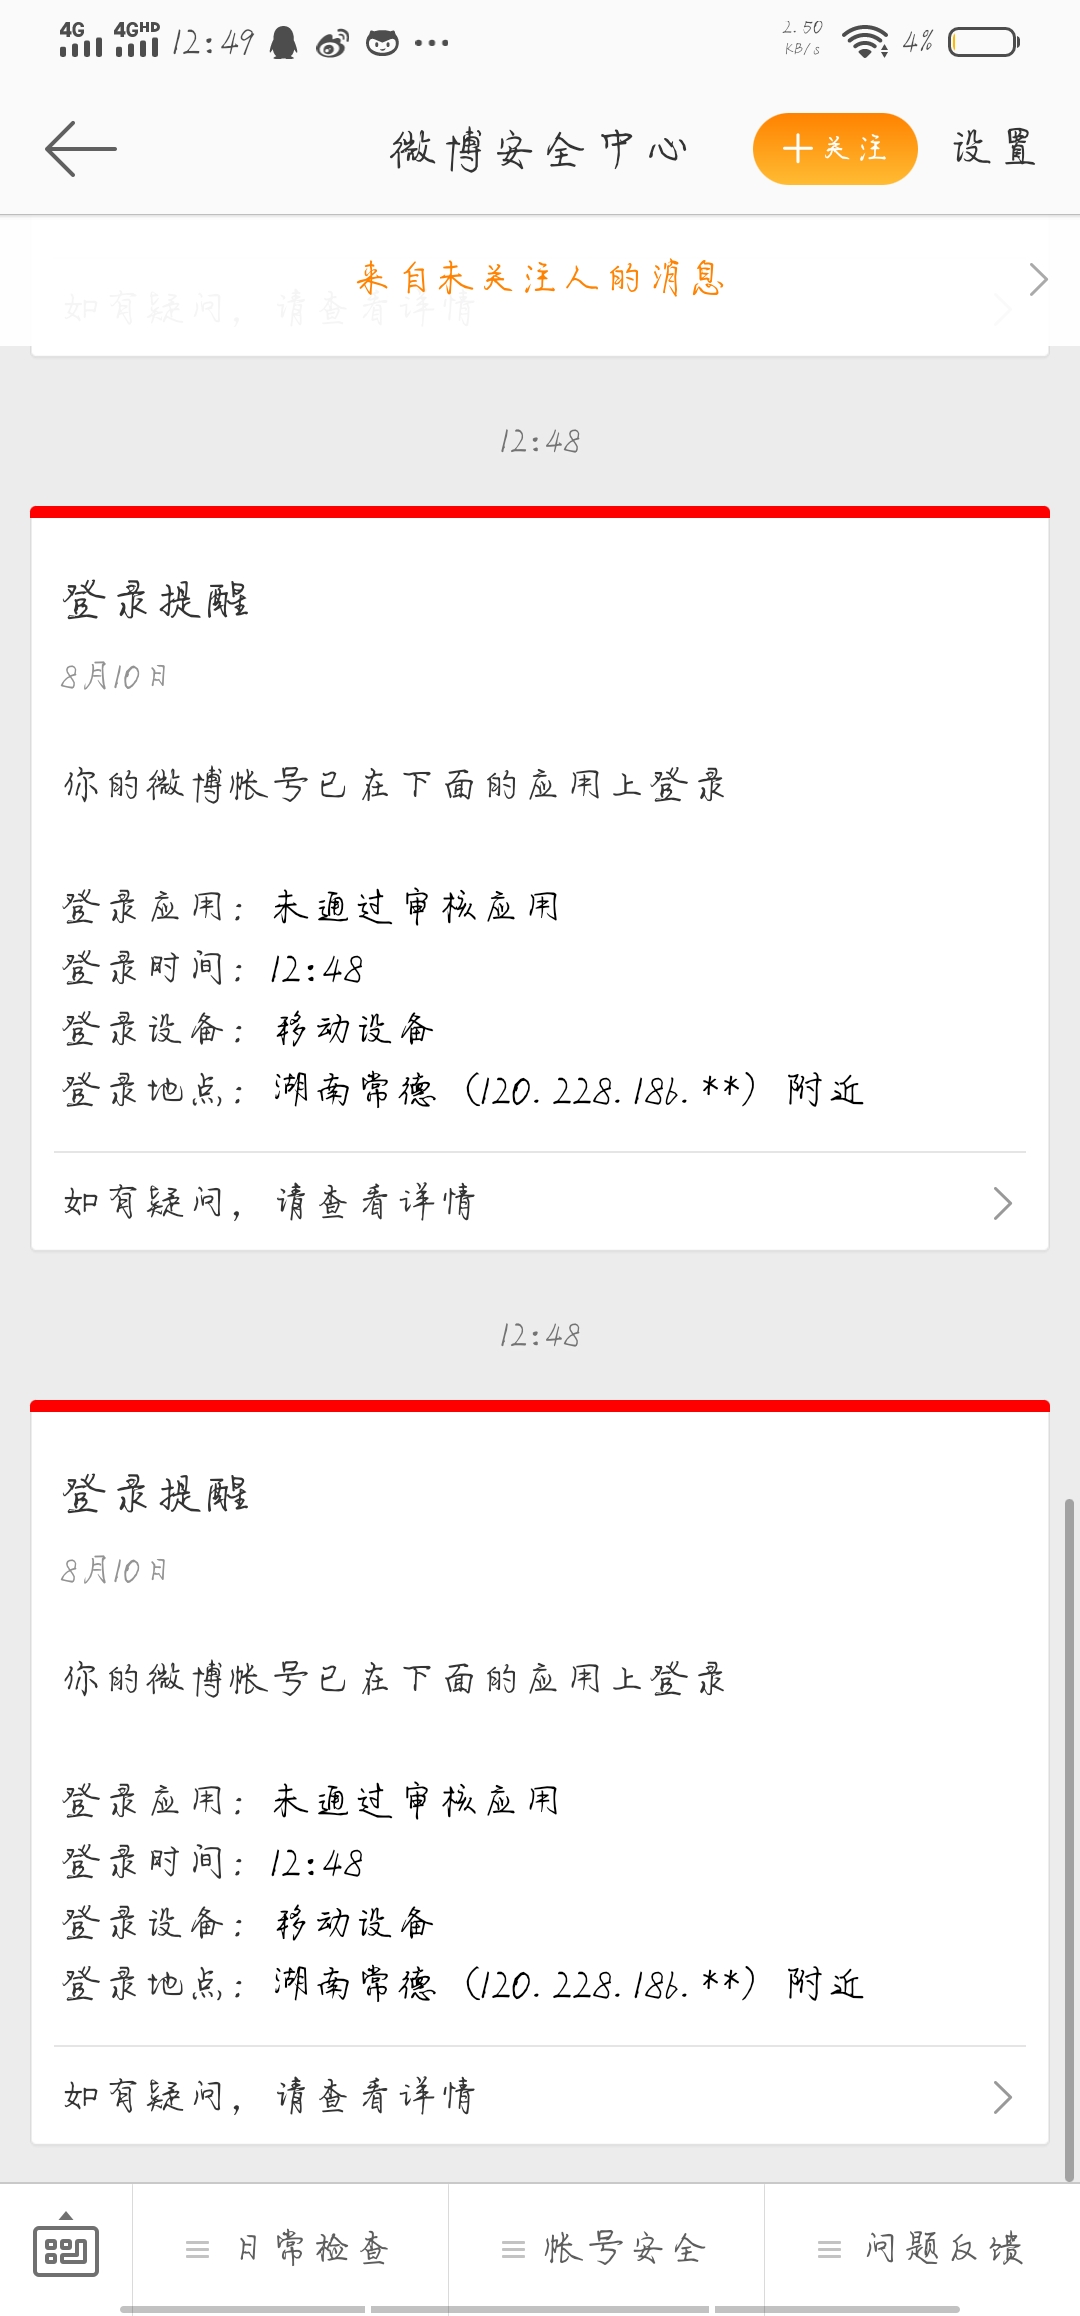 4G 4GHD 12:49 2.50 KB/s 4%
微博安全中心 关注 设置
来自未关注人的消息
如有疑问，请查看详情
12:48
登录提醒
8月10日
你的微博帐号已在下面的应用上登录
登录应用：未通过审核应用
登录时间：12:48
登录设备：移动设备
登录地点：湖南常德（120.228.186.**）附近
如有疑问，请查看详情
12:48
登录提醒
8月10日
你的微博帐号已在下面的应用上登录
登录应用：未通过审核应用
登录时间：12:48
登录设备：移动设备
登录地点：湖南常德（120.228.186.**）附近
如有疑问，请查看详情
日常检查 帐号安全 问题反馈